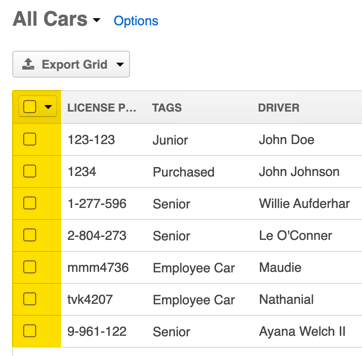 All Cars Options
Export Grid
LICENSE P... TAGS DRIVER
123-123 Junior John Doe
1234 Purchased John Johnson
1-277-596 Senior Willie Aufderhar
2-804-273 Senior Le O'Conner
mmm4736 Employee Car Maudie
tvk4207 Employee Car Nathanial
9-961-122 Senior Ayana Welch II